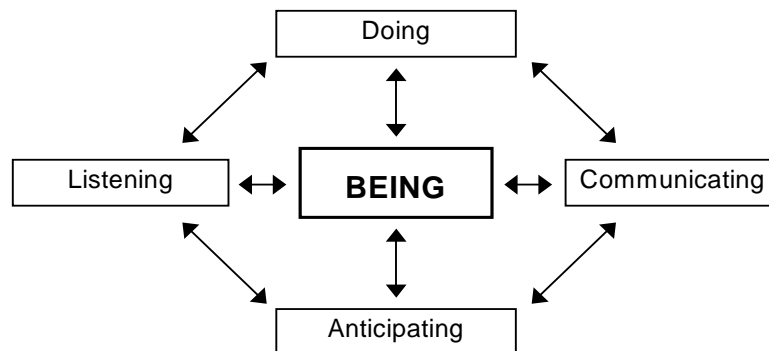 Doing
Listening
BEING
Communicating
Anticipating